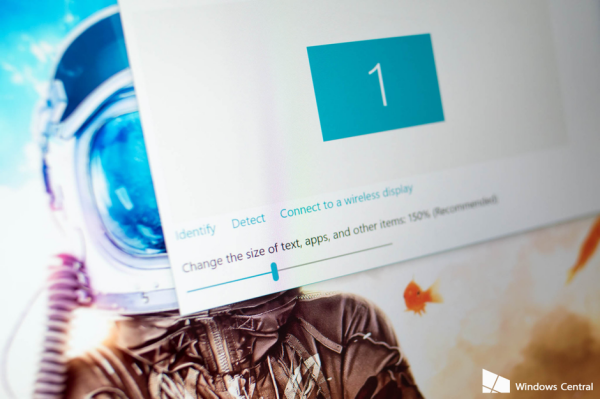 1
Identify Detect Connect to a wireless display
Change the size of text, apps, and other items: 150% (Recommended)
5
Windows Central